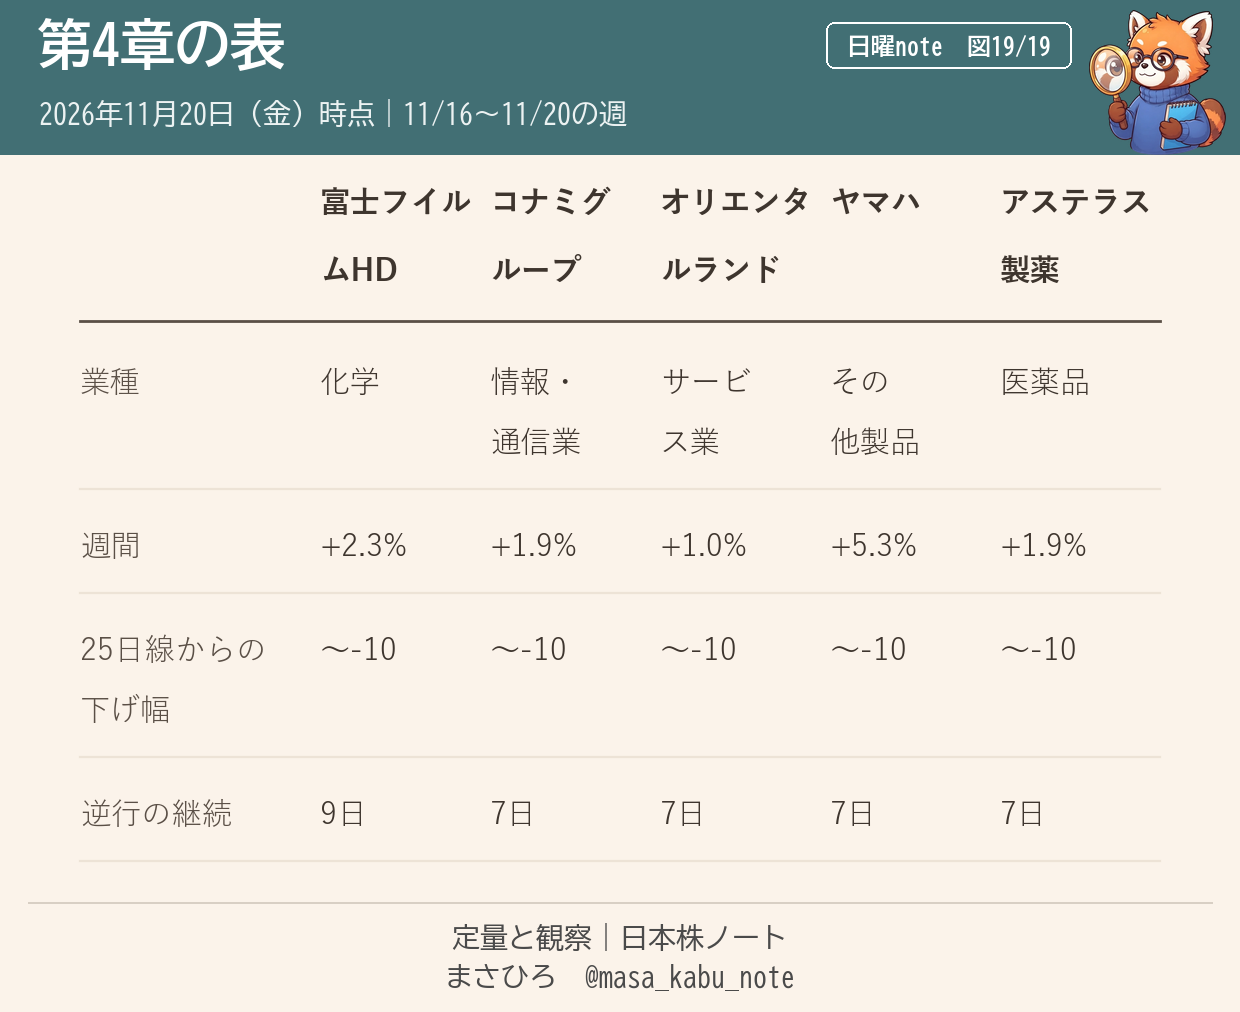 第4章の表
日曜note　図19/19
2026年11月20日（金）時点｜11/16〜11/20の週
富士フイル コナミグ オリエンタ ヤマハ アステラス
ムHD ループ ルランド 製薬
業種 化学 情報・ サービ その 医薬品
通信業 ス業 他製品
週間 +2.3% +1.9% +1.0% +5.3% +1.9%
25日線からの 〜-10 〜-10 〜-10 〜-10 〜-10
下げ幅
逆行の継続 9日 7日 7日 7日 7日
定量と観察｜日本株ノート
まさひろ　@masa_kabu_note